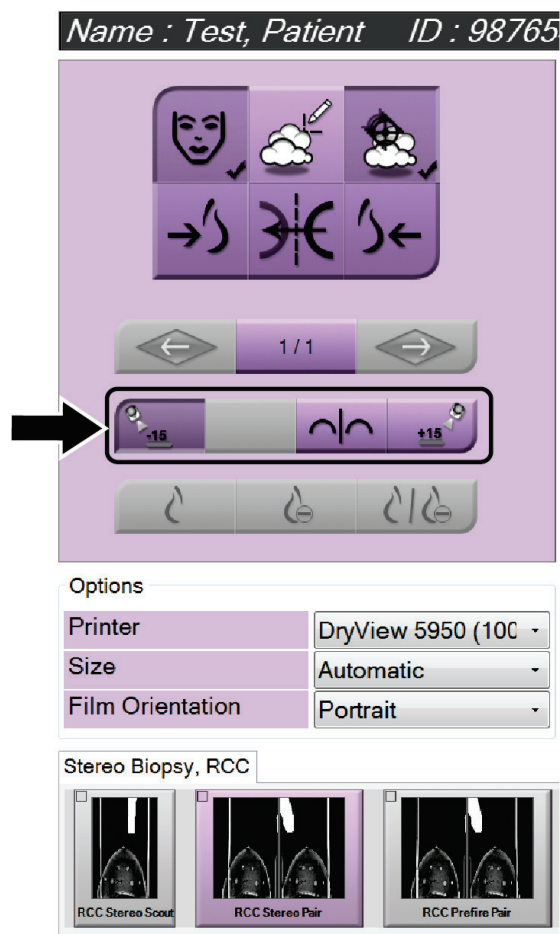 Name : Test, Patient ID : 98765
1 / 1
-15
+15
Options
Printer DryView 5950 (100
Size Automatic
Film Orientation Portrait
Stereo Biopsy, RCC
RCC Stereo Scout RCC Stereo Pair RCC Prefire Pair